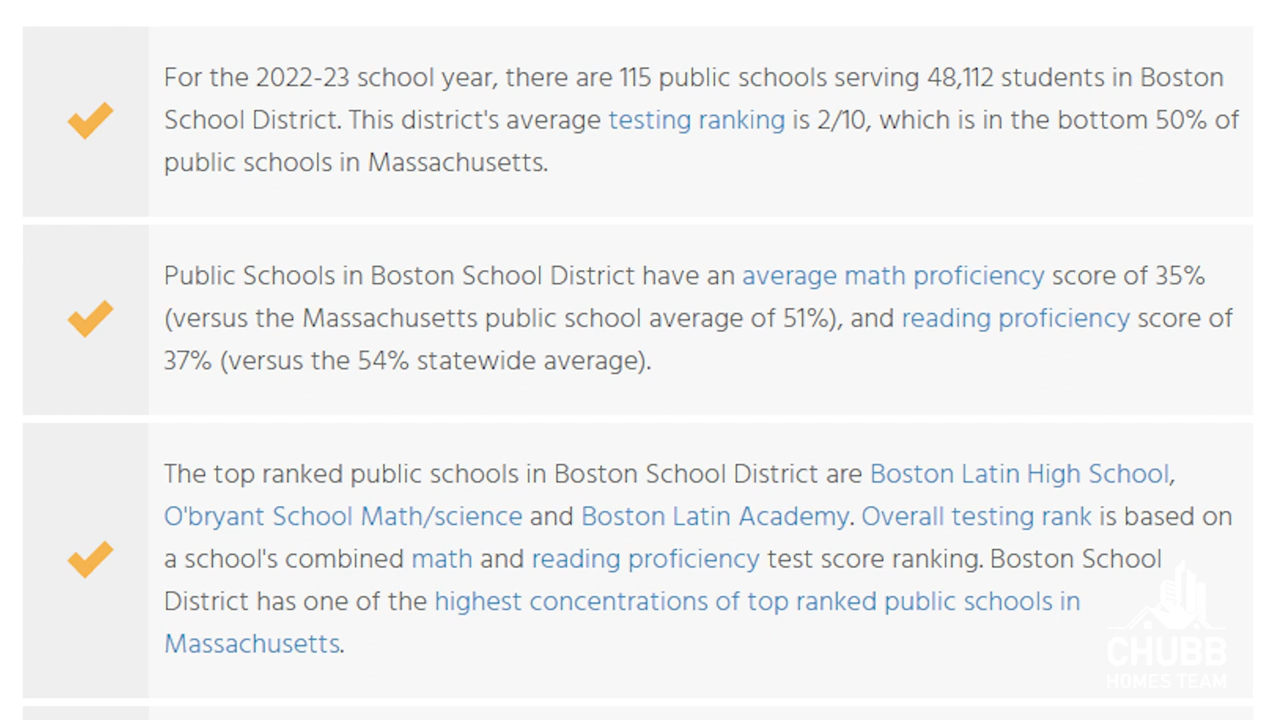 For the 2022-23 school year, there are 115 public schools serving 48,112 students in Boston
School District. This district's average testing ranking is 2/10, which is in the bottom 50% of
public schools in Massachusetts.
Public Schools in Boston School District have an average math proficiency score of 35%
(versus the Massachusetts public school average of 51%), and reading proficiency score of
37% (versus the 54% statewide average).
The top ranked public schools in Boston School District are Boston Latin High School,
O'bryant School Math/science and Boston Latin Academy. Overall testing rank is based on
a school's combined math and reading proficiency test score ranking. Boston School
District has one of the highest concentrations of top ranked public schools in
Massachusetts.
CHUBB
HOMES TEAM